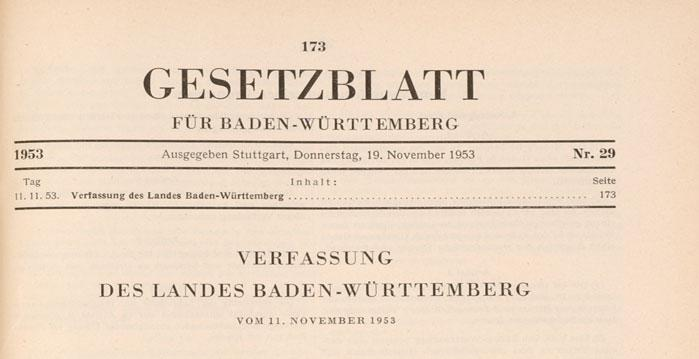 173
GESETZBLATT
FÜR BADEN-WÜRTTEMBERG
1953 Ausgegeben Stuttgart, Donnerstag, 19. November 1953 Nr. 29
Tag Inhalt: Seite
11. 11. 53. Verfassung des Landes Baden-Württemberg ........................................................ 173
VERFASSUNG
DES LANDES BADEN-WÜRTTEMBERG
VOM 11. NOVEMBER 1953